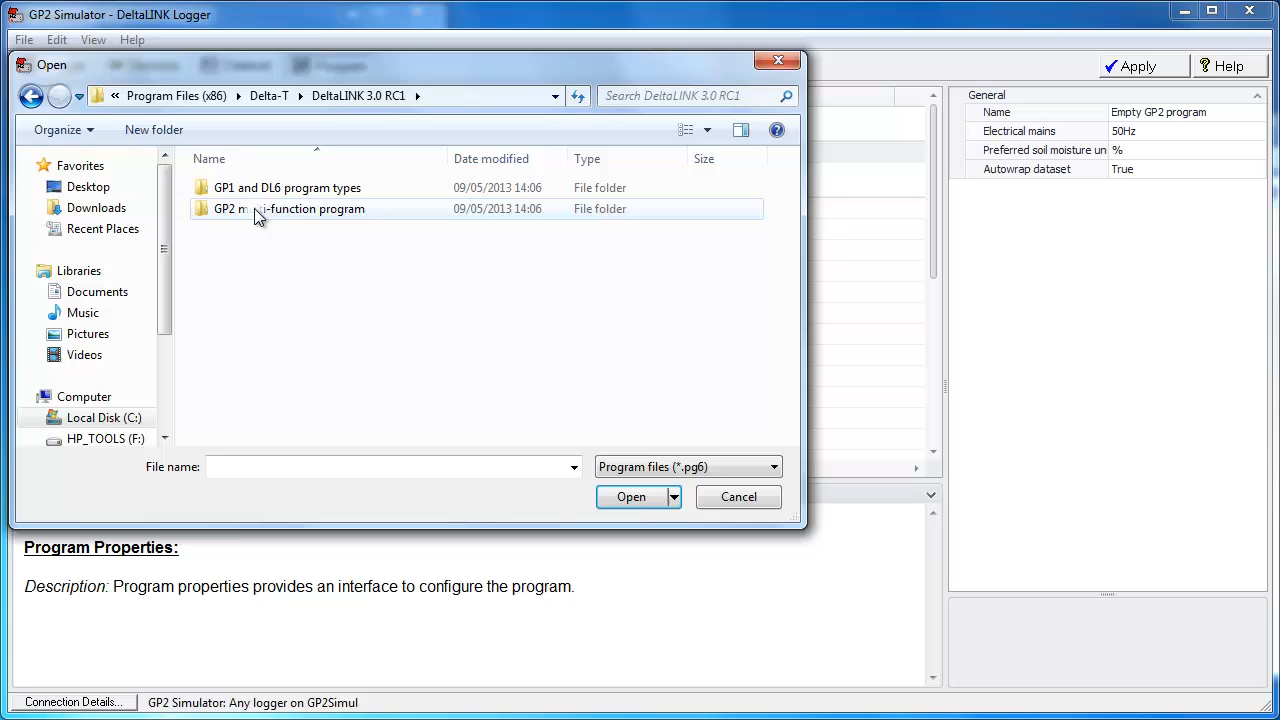 GP2 Simulator - DeltaLINK Logger
File Edit View Help
Open
Apply
Help
« Program Files (x86) Delta-T DeltaLINK 3.0 RC1
Search DeltaLINK 3.0 RC1
Organize
New folder
Name Date modified Type Size
GP1 and DL6 program types 09/05/2013 14:06 File folder
GP2 m -function program 09/05/2013 14:06 File folder
Favorites
Desktop
Downloads
Recent Places
Libraries
Documents
Music
Pictures
Videos
Computer
Local Disk (C:)
HP_TOOLS (F:)
File name:
Program files (*.pg6)
Open
Cancel
General
Name Empty GP2 program
Electrical mains 50Hz
Preferred soil moisture un %
Autowrap dataset True
Program Properties:
Description: Program properties provides an interface to configure the program.
Connection Details...
GP2 Simulator: Any logger on GP2Simul